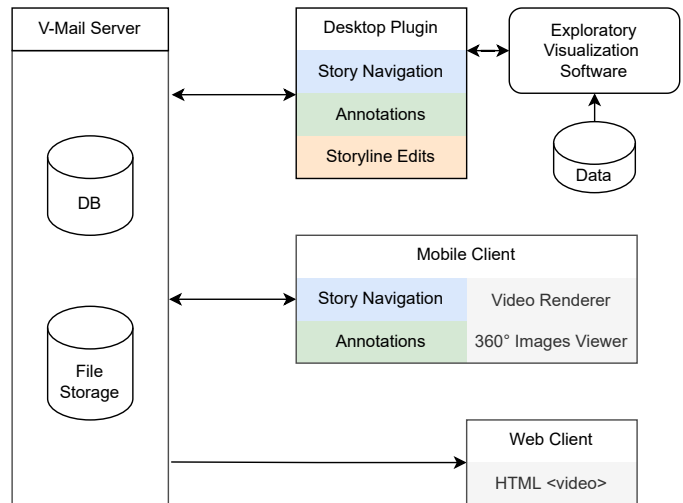 V-Mail Server
DB
File
Storage
Desktop Plugin
Story Navigation
Annotations
Storyline Edits
Exploratory
Visualization
Software
Data
Mobile Client
Story Navigation
Video Renderer
Annotations
360° Images Viewer
Web Client
HTML <video>